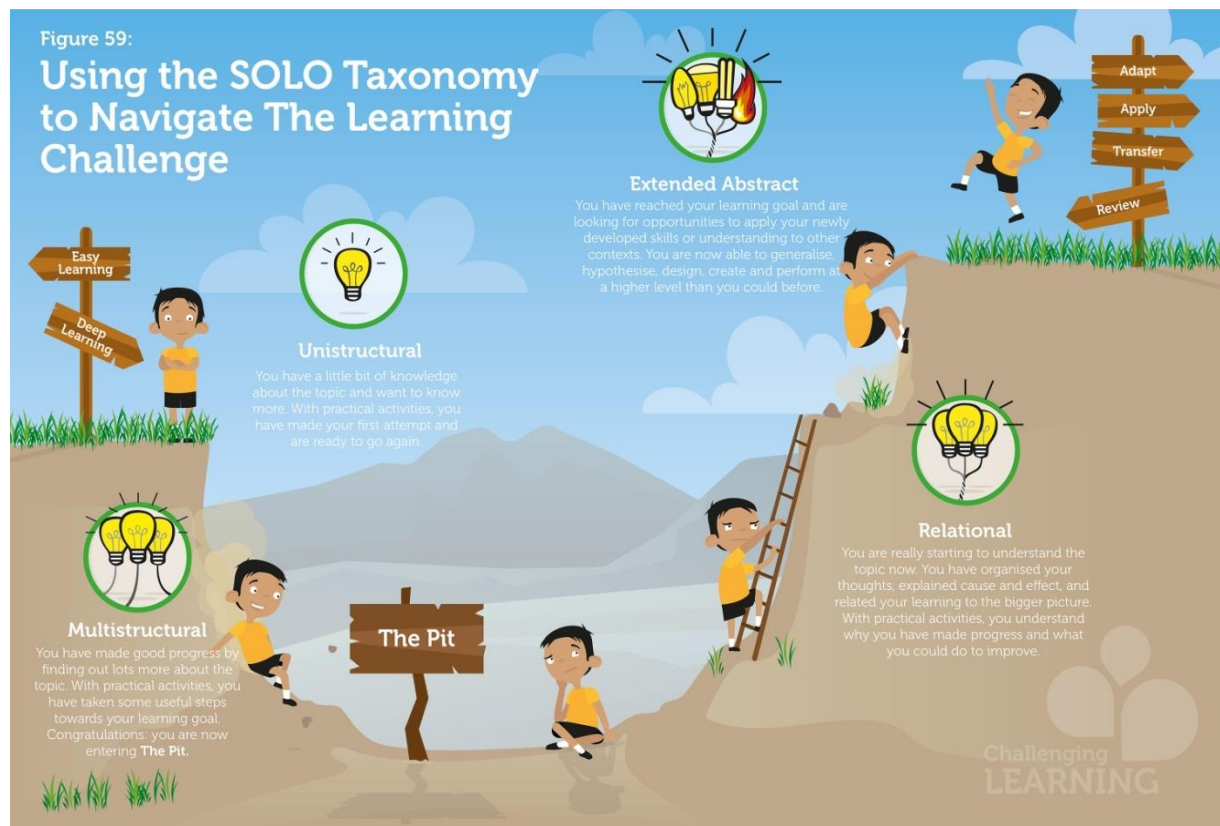 Figure 59:
Using the SOLO Taxonomy
to Navigate The Learning
Challenge
Easy
Learning
Deep
Learning
Unistructural
You have a little bit of knowledge
about the topic and want to know
more. With practical activities, you
have made your first attempt and
are ready to go again.
Multistructural
You have made good progress by
finding out lots more about the
topic. With practical activities, you
have taken some useful steps
towards your learning goal.
Congratulations: you are now
entering The Pit.
The Pit
Relational
You are really starting to understand the
topic now. You have organised your
thoughts, explained cause and effect, and
related your learning to the bigger picture.
With practical activities, you understand
why you have made progress and what
you could do to improve.
Extended Abstract
You have reached your learning goal and are
looking for opportunities to apply your newly
developed skills or understanding to other
contexts. You are now able to generalise,
hypothesise, design, create and perform at
a higher level than you could before.
Adapt
Apply
Transfer
Review
Challenging
LEARNING